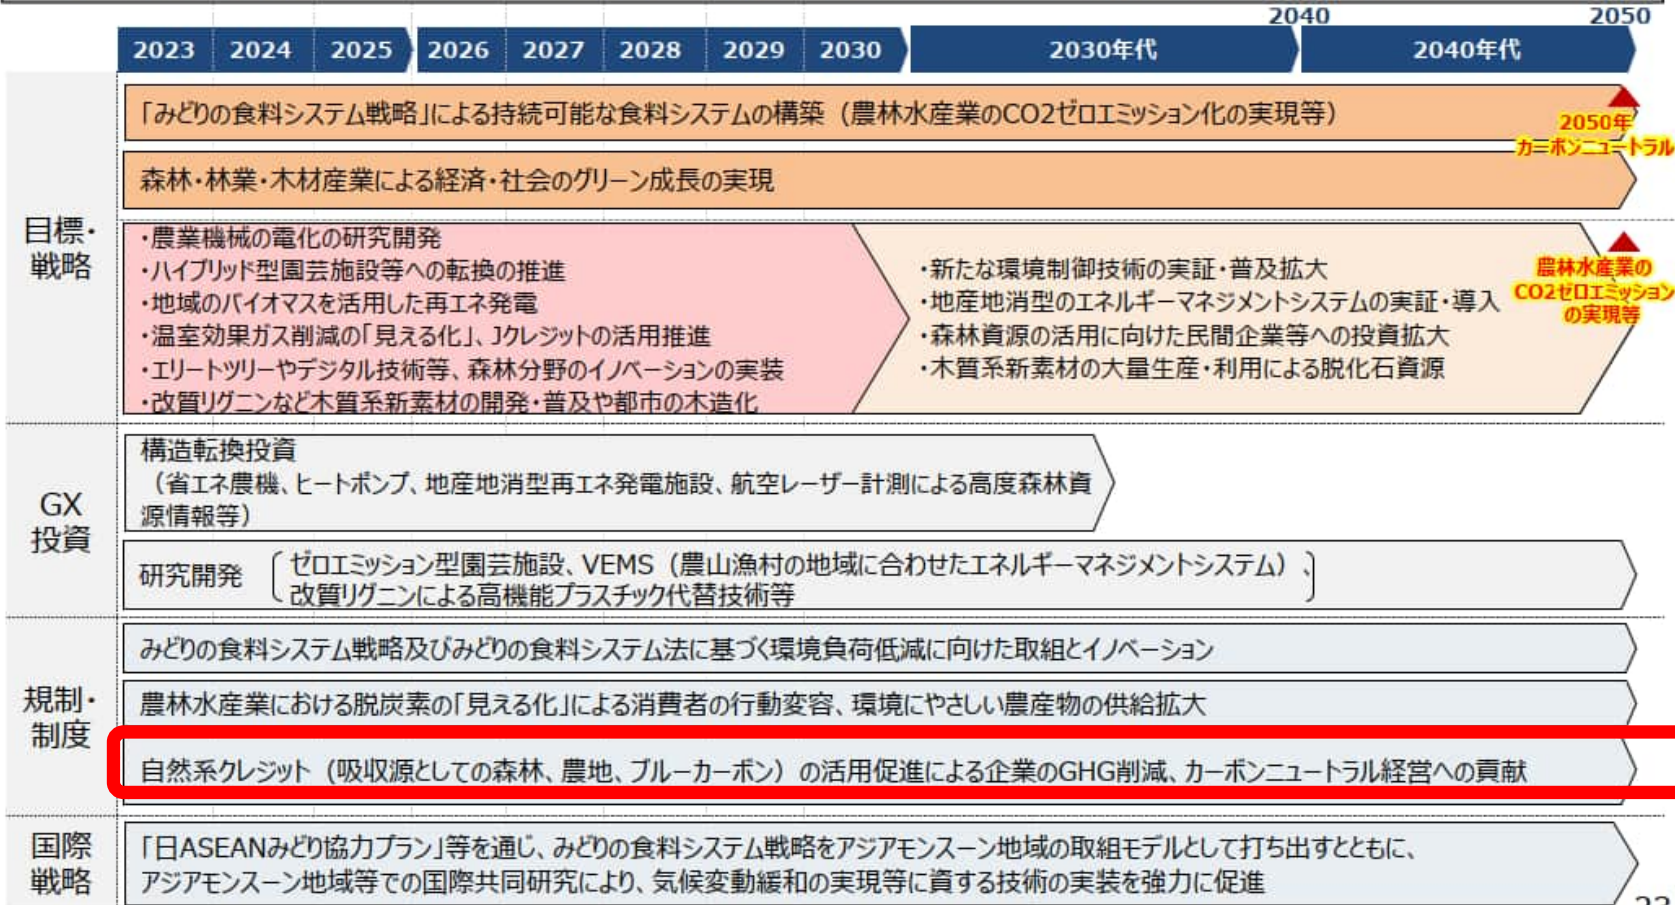 2040
2050
2023
2024
2025
2026
2027
2028
2029
2030
2030年代
2040年代
目標・
戦略
「みどりの食料システム戦略」による持続可能な食料システムの構築（農林水産業のCO2ゼロエミッション化の実現等）
2050年
カーボンニュートラル
森林・林業・木材産業による経済・社会のグリーン成長の実現
・農業機械の電化の研究開発
・ハイブリッド型園芸施設等への転換の推進
・地域のバイオマスを活用した再エネ発電
・温室効果ガス削減の「見える化」、Jクレジットの活用推進
・エリートツリーやデジタル技術等、森林分野のイノベーションの実装
・改質リグニンなど木質系新素材の開発・普及や都市の木造化
・新たな環境制御技術の実証・普及拡大
・地産地消型のエネルギーマネジメントシステムの実証・導入
・森林資源の活用に向けた民間企業等への投資拡大
・木質系新素材の大量生産・利用による脱化石資源
農林水産業の
CO2ゼロエミッション
の実現等
GX
投資
構造転換投資
（省エネ農機、ヒートポンプ、地産地消型再エネ発電施設、航空レーザー計測による高度森林資
源情報等）
研究開発
ゼロエミッション型園芸施設、VEMS（農山漁村の地域に合わせたエネルギーマネジメントシステム）、
改質リグニンによる高機能プラスチック代替技術等
規制・
制度
みどりの食料システム戦略及びみどりの食料システム法に基づく環境負荷低減に向けた取組とイノベーション
農林水産業における脱炭素の「見える化」による消費者の行動変容、環境にやさしい農産物の供給拡大
自然系クレジット（吸収源としての森林、農地、ブルーカーボン）の活用促進による企業のGHG削減、カーボンニュートラル経営への貢献
国際
戦略
「日ASEANみどり協力プラン」等を通じ、みどりの食料システム戦略をアジアモンスーン地域の取組モデルとして打ち出すとともに、
アジアモンスーン地域等での国際共同研究により、気候変動緩和の実現等に資する技術の実装を強力に促進